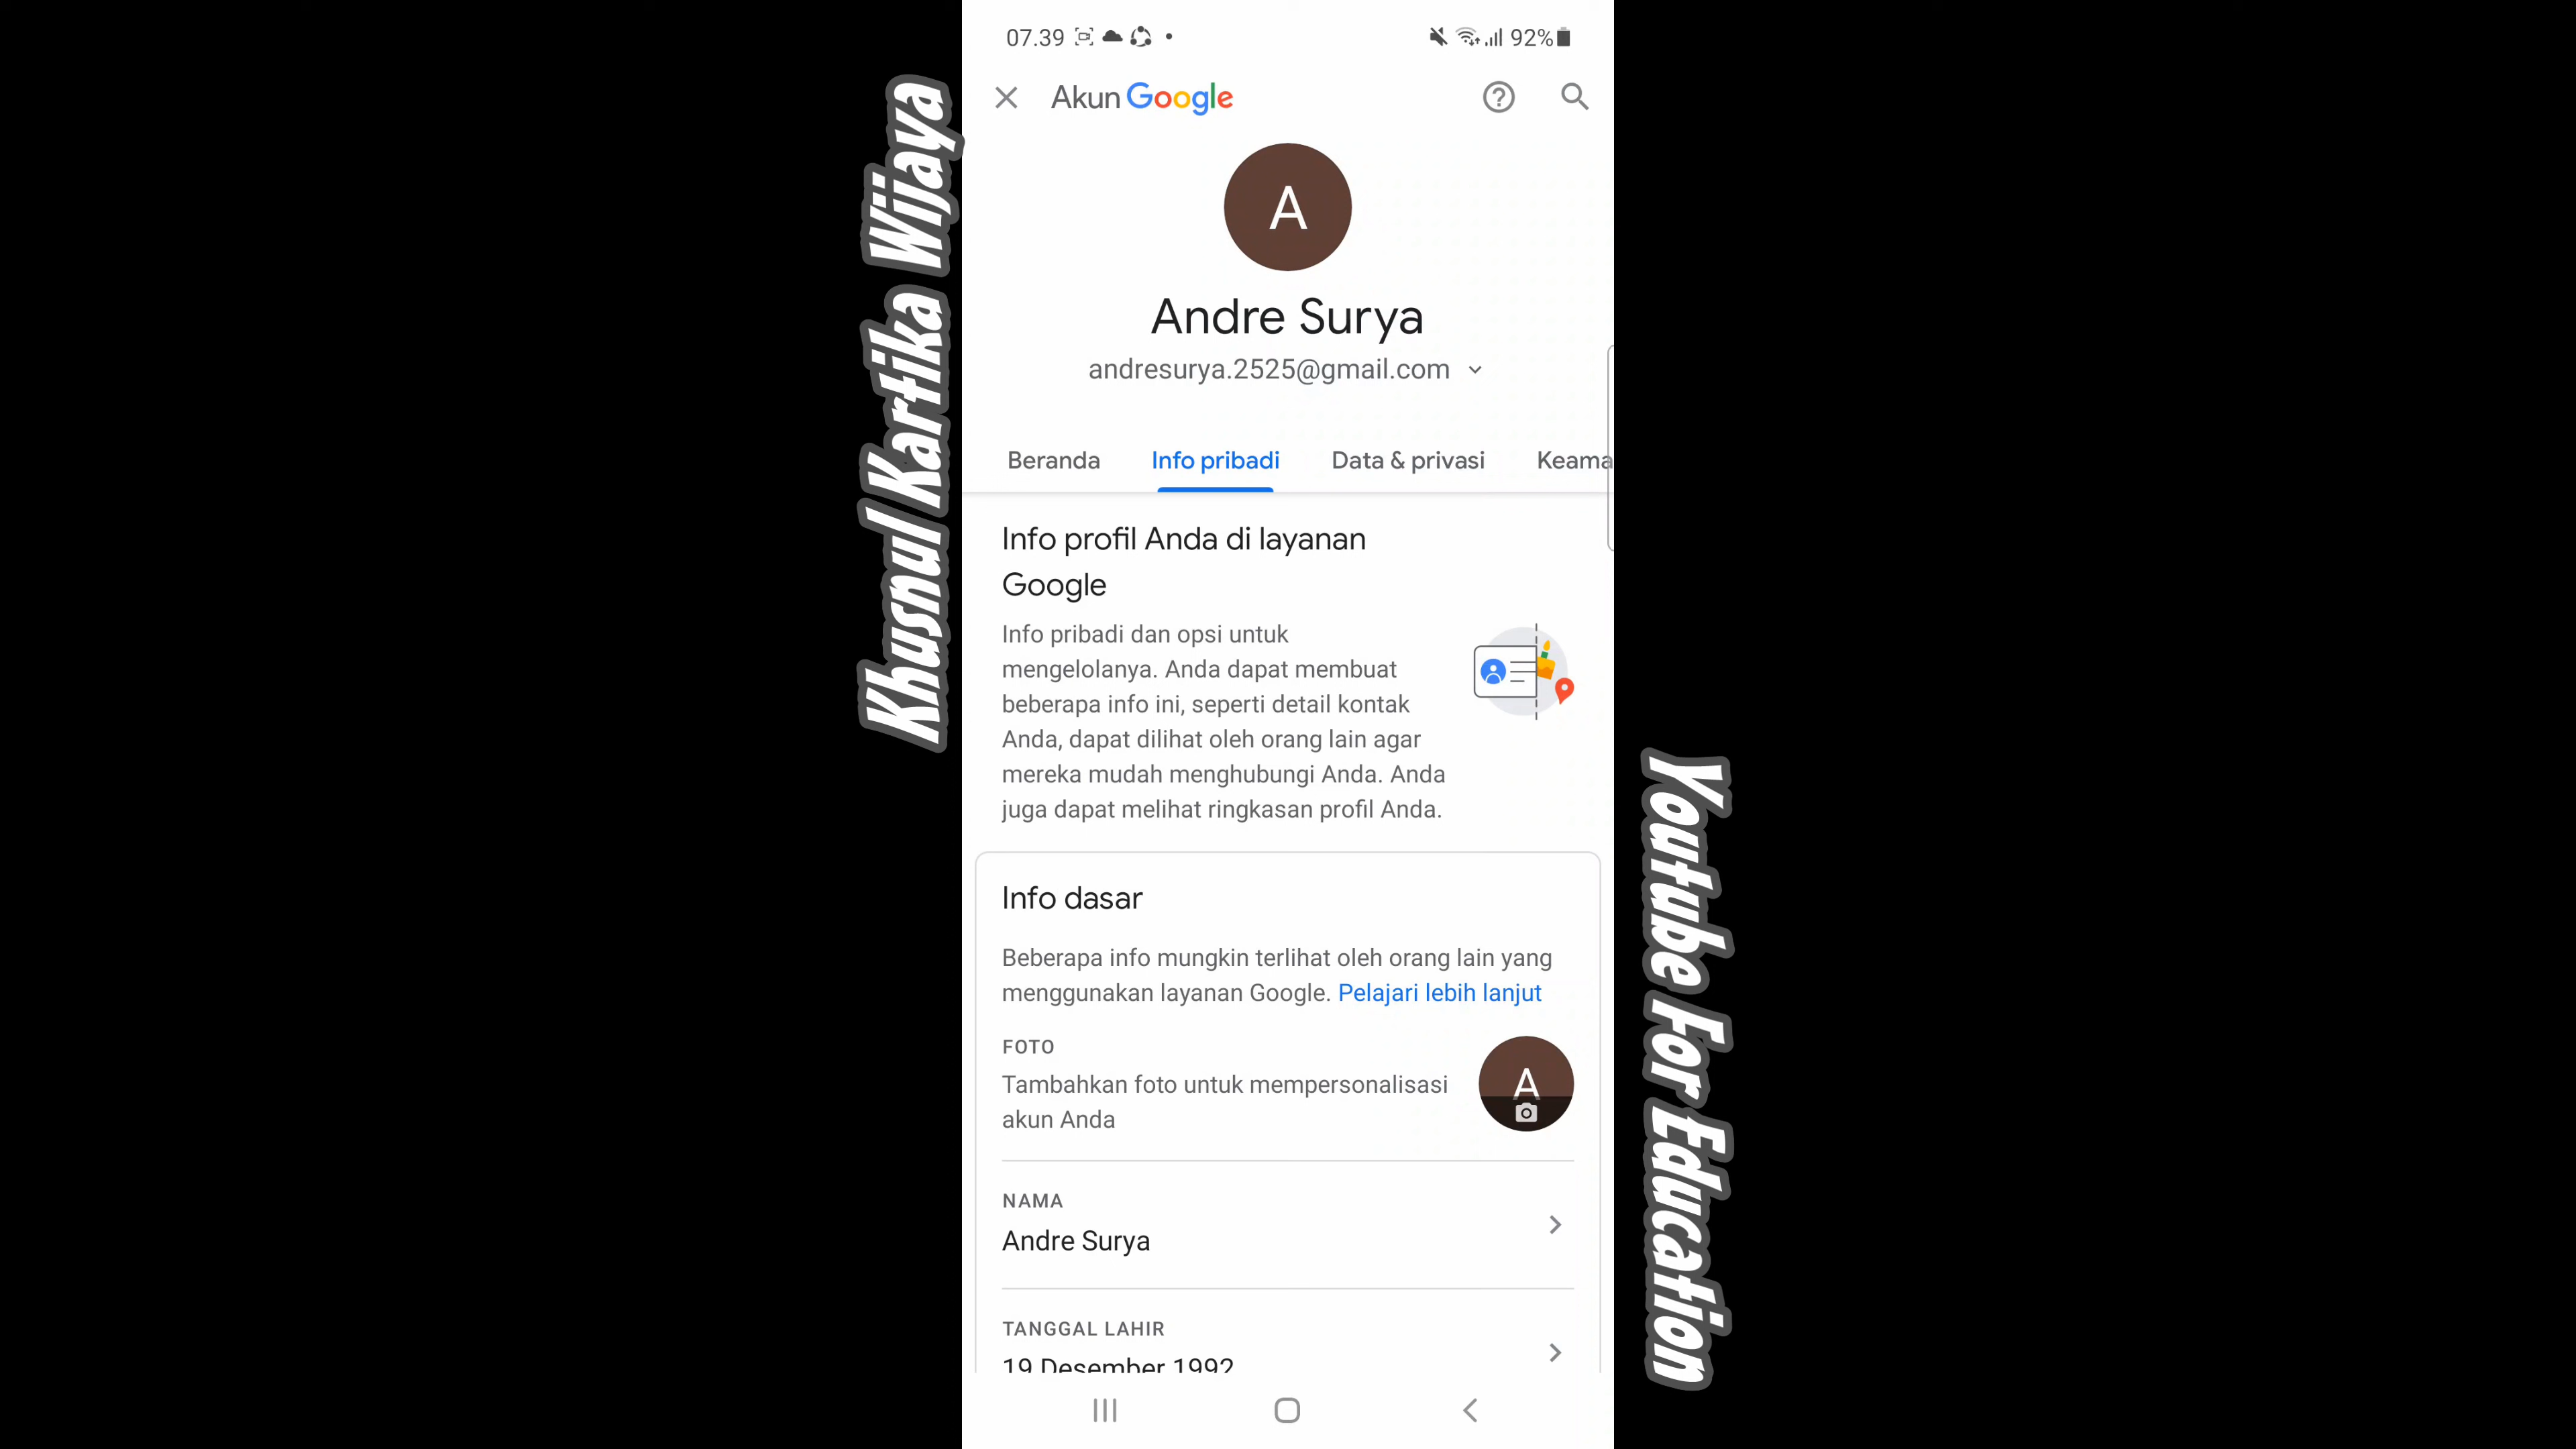 07.39
92%
Akun Google
A
Andre Surya
andresurya.2525@gmail.com
Beranda
Info pribadi
Data & privasi
Keama
Info profil Anda di layanan
Google
Info pribadi dan opsi untuk
mengelolanya. Anda dapat membuat
beberapa info ini, seperti detail kontak
Anda, dapat dilihat oleh orang lain agar
mereka mudah menghubungi Anda. Anda
juga dapat melihat ringkasan profil Anda.
Info dasar
Beberapa info mungkin terlihat oleh orang lain yang
menggunakan layanan Google. Pelajari lebih lanjut
FOTO
Tambahkan foto untuk mempersonalisasi
akun Anda
A
NAMA
Andre Surya
TANGGAL LAHIR
19 Desember 1992
Khusnul Kartika Wijaya
Youtube For Education